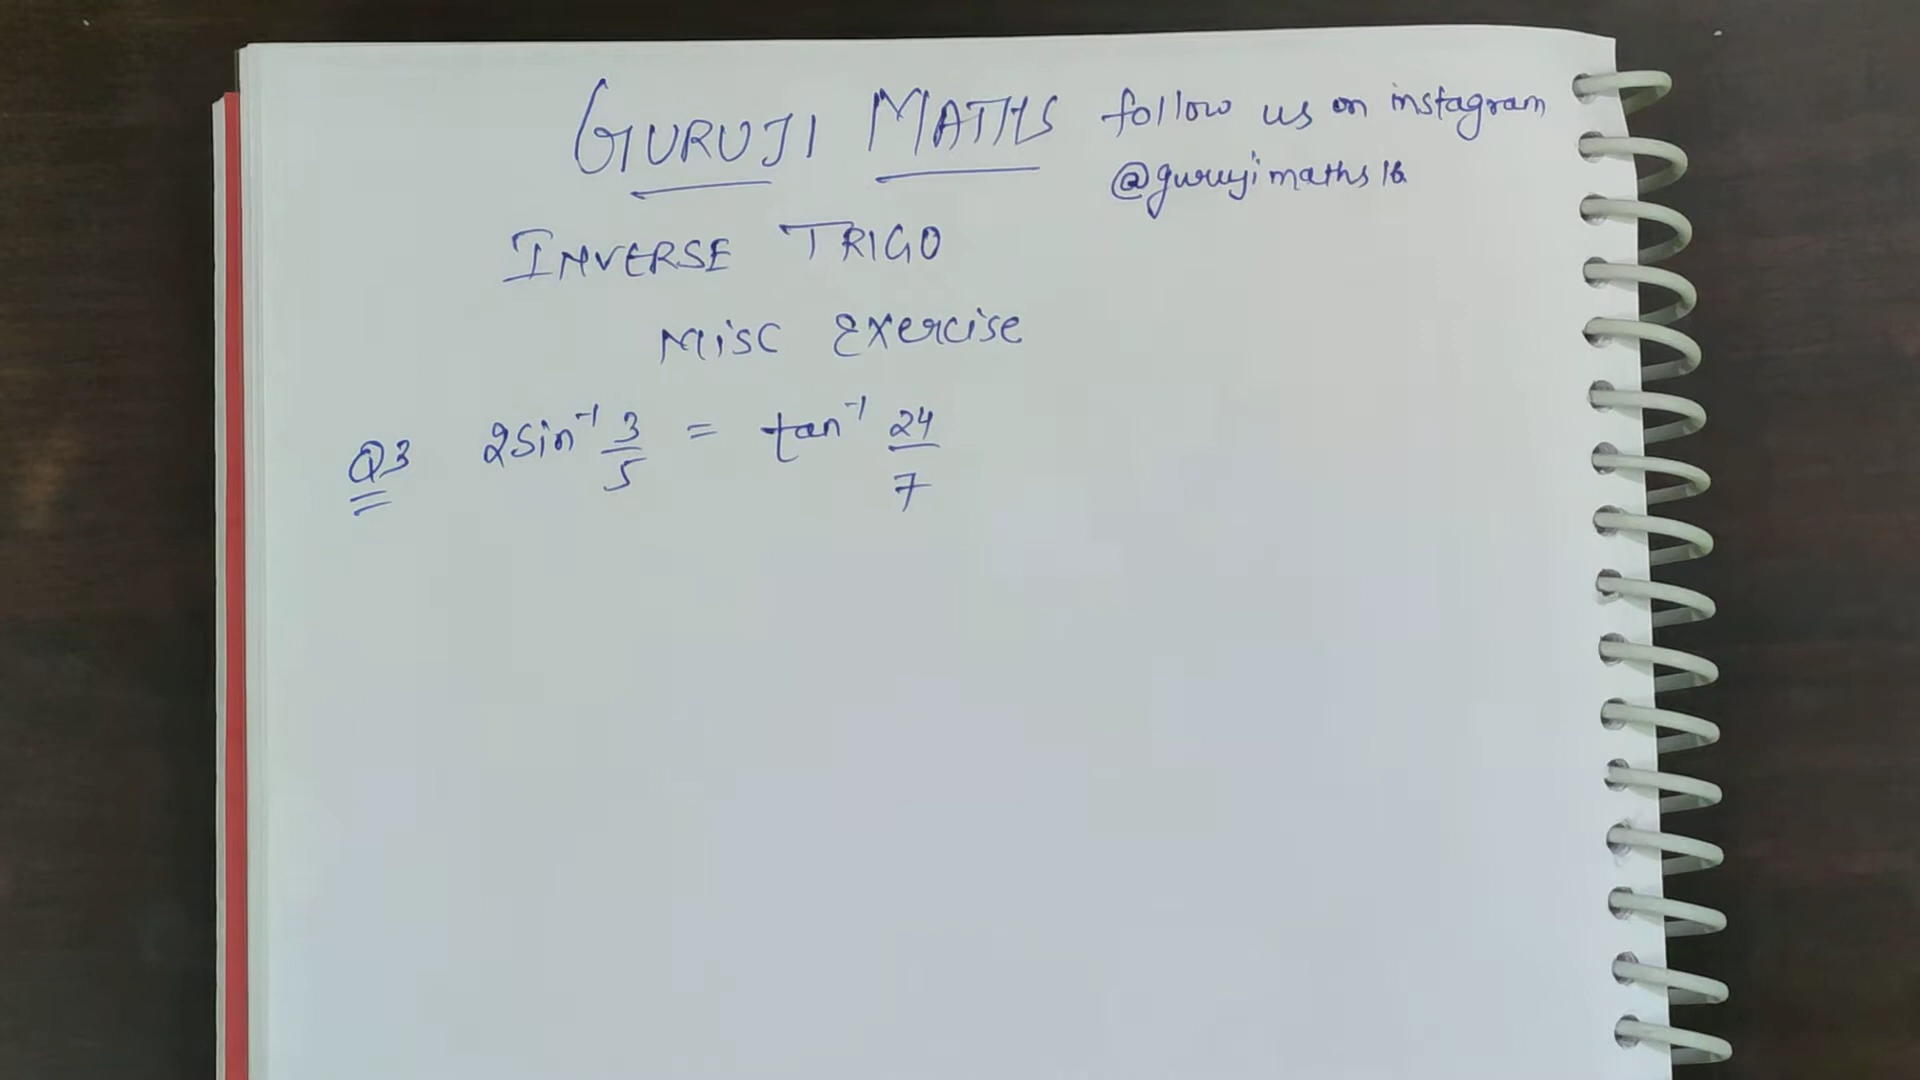 GURUJI MATHS follow us on instagram
@gurujimaths16
INVERSE TRIGO
Misc Exercise
Q3 2sin⁻¹ 3/5 = tan⁻¹ 24/7